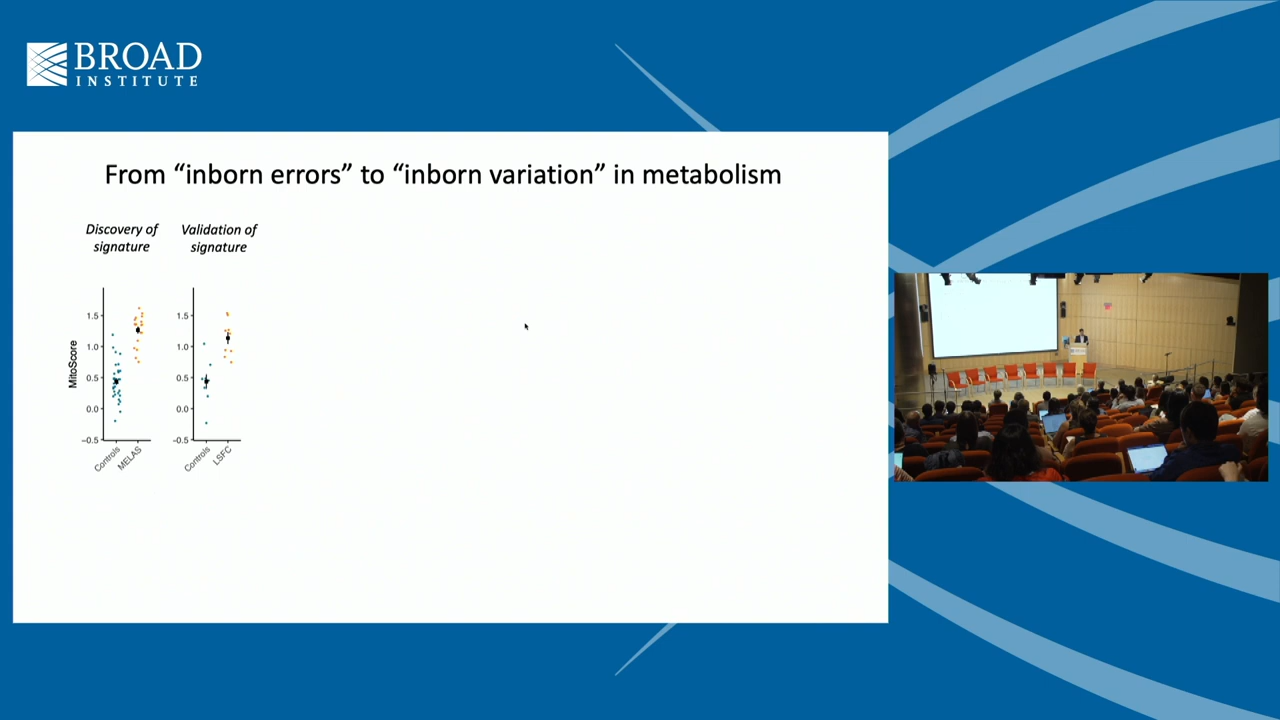 BROAD
INSTITUTE
From “inborn errors” to “inborn variation” in metabolism
Discovery of
signature
Validation of
signature
MitoScore
1.5
1.0
0.5
0.0
−0.5
Controls
MELAS
1.5
1.0
0.5
0.0
−0.5
Controls
LSFC